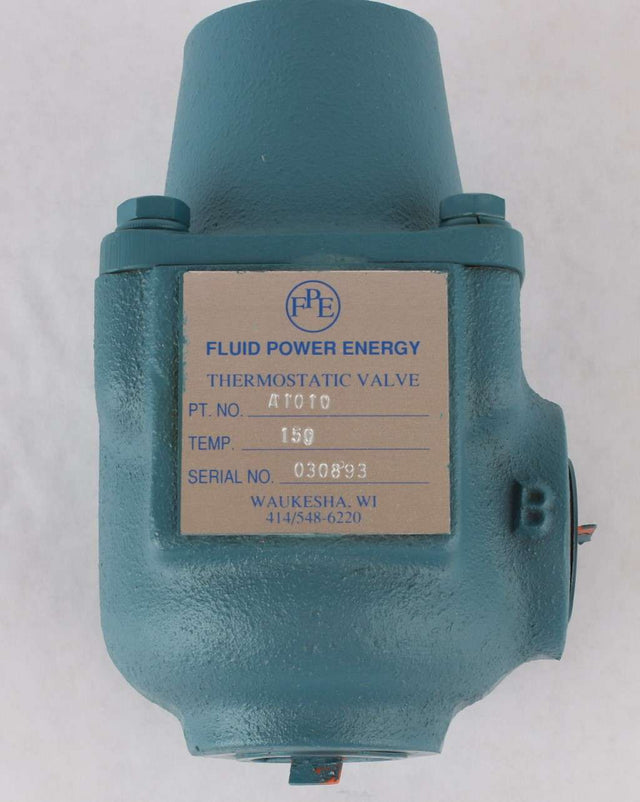 FPE
FLUID POWER ENERGY
THERMOSTATIC VALVE
PT. NO. A1010
TEMP. 150
SERIAL NO. 030893
WAUKESHA, WI
414/548-6220
B